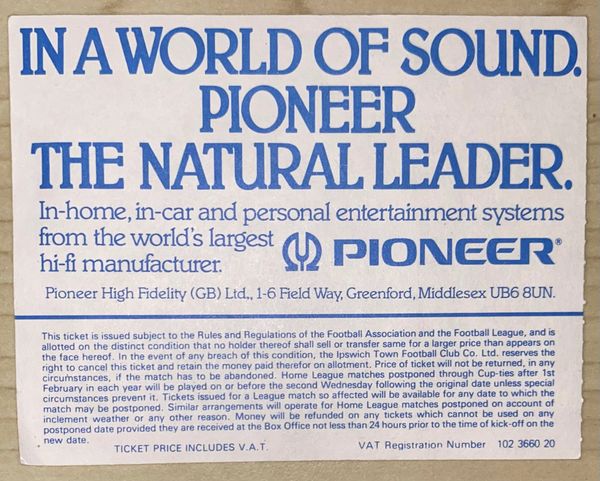 IN A WORLD OF SOUND.
PIONEER
THE NATURAL LEADER.
In-home, in-car and personal entertainment systems
from the world's largest PIONEER®
hi-fi manufacturer.
Pioneer High Fidelity (GB) Ltd., 1-6 Field Way, Greenford, Middlesex UB6 8UN.
This ticket is issued subject to the Rules and Regulations of the Football Association and the Football League, and is
allotted on the distinct condition that no holder thereof shall sell or transfer same for a larger price than appears on
the face hereof. In the event of any breach of this condition, the Ipswich Town Football Club Co. Ltd. reserves the
right to cancel this ticket and retain the money paid therefor on allotment. Price of ticket will not be returned, in any
circumstances, if the match has to be abandoned. Home League matches postponed through Cup-ties after 1st
February in each year will be played on or before the second Wednesday following the original date unless special
circumstances prevent it. Tickets issued for a League match so affected will be available for any date to which the
match may be postponed. Similar arrangements will operate for Home League matches postponed on account of
inclement weather or any other reason. Money will be refunded on any tickets which cannot be used on any
postponed date provided they are received at the Box Office not less than 24 hours prior to the time of kick-off on the
new date.
TICKET PRICE INCLUDES V.A.T. VAT Registration Number 102 3660 20